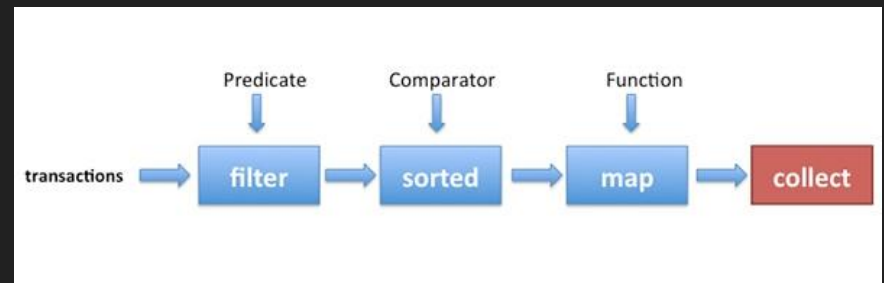 Predicate
Comparator
Function
transactions
filter
sorted
map
collect